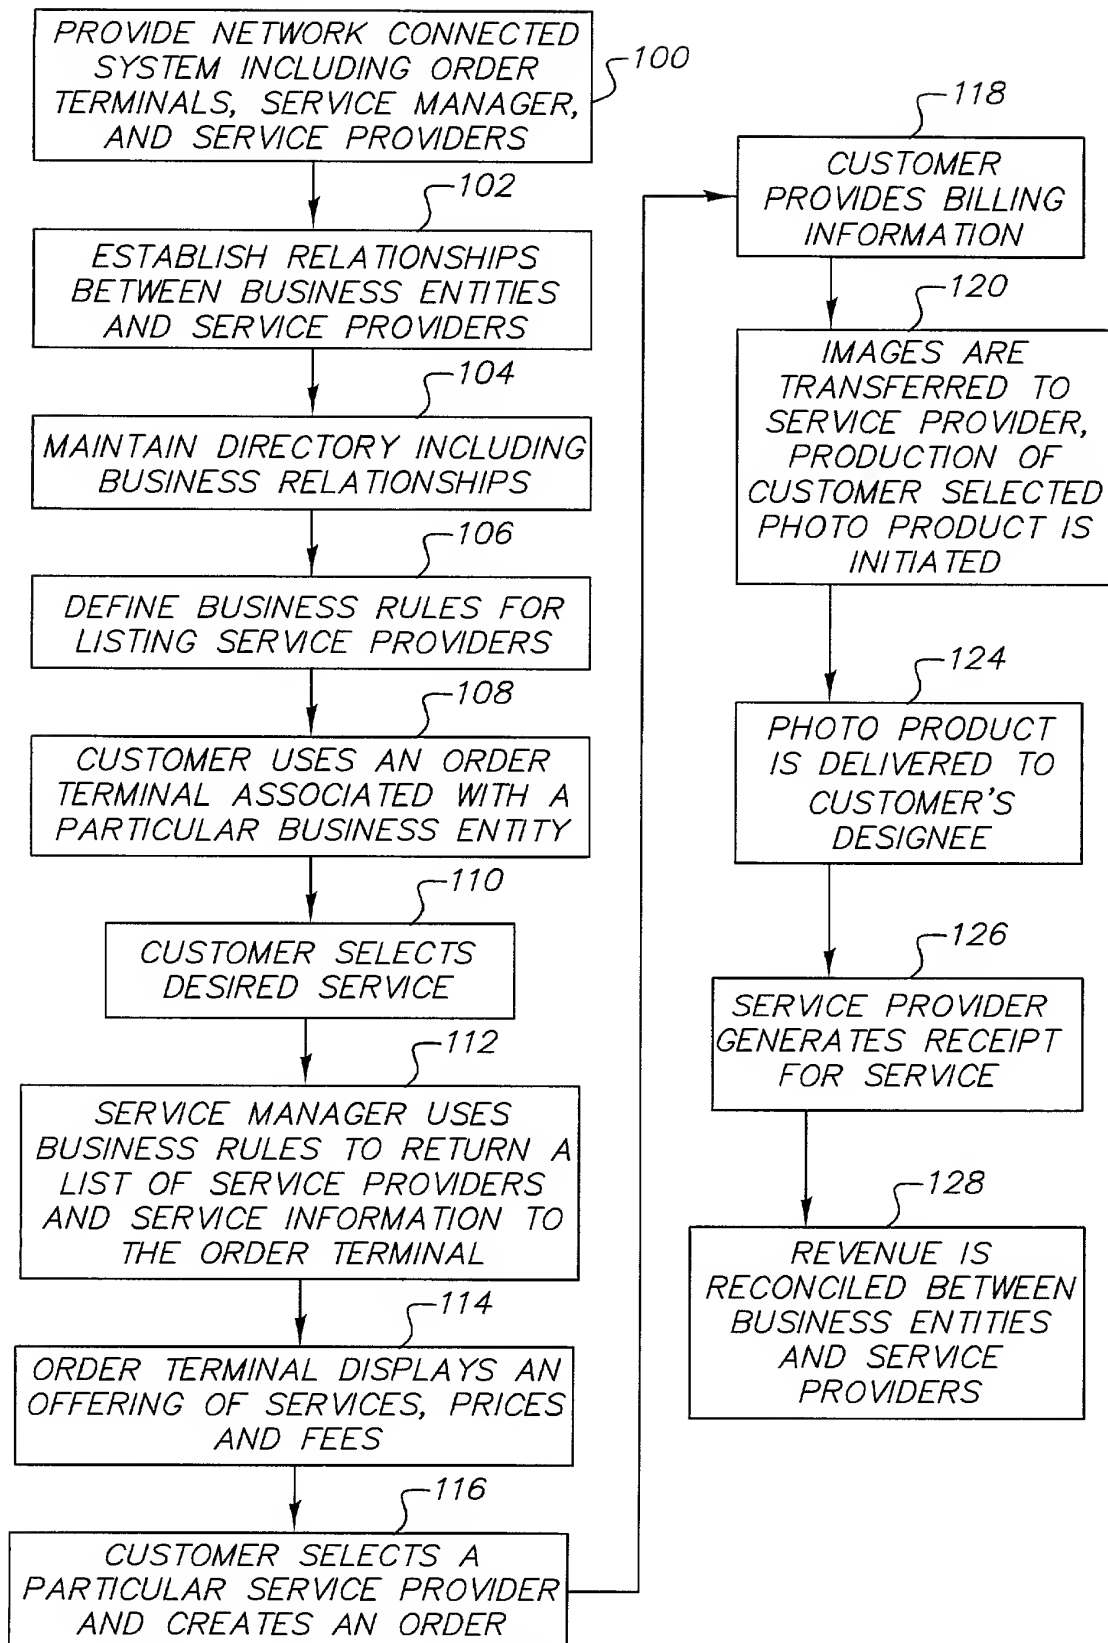 PROVIDE NETWORK CONNECTED
SYSTEM INCLUDING ORDER
TERMINALS, SERVICE MANAGER,
AND SERVICE PROVIDERS
100
102
ESTABLISH RELATIONSHIPS
BETWEEN BUSINESS ENTITIES
AND SERVICE PROVIDERS
104
MAINTAIN DIRECTORY INCLUDING
BUSINESS RELATIONSHIPS
106
DEFINE BUSINESS RULES FOR
LISTING SERVICE PROVIDERS
108
CUSTOMER USES AN ORDER
TERMINAL ASSOCIATED WITH A
PARTICULAR BUSINESS ENTITY
110
CUSTOMER SELECTS
DESIRED SERVICE
112
SERVICE MANAGER USES
BUSINESS RULES TO RETURN A
LIST OF SERVICE PROVIDERS
AND SERVICE INFORMATION TO
THE ORDER TERMINAL
114
ORDER TERMINAL DISPLAYS AN
OFFERING OF SERVICES, PRICES
AND FEES
116
CUSTOMER SELECTS A
PARTICULAR SERVICE PROVIDER
AND CREATES AN ORDER
118
CUSTOMER
PROVIDES BILLING
INFORMATION
120
IMAGES ARE
TRANSFERRED TO
SERVICE PROVIDER,
PRODUCTION OF
CUSTOMER SELECTED
PHOTO PRODUCT IS
INITIATED
124
PHOTO PRODUCT
IS DELIVERED TO
CUSTOMER'S
DESIGNEE
126
SERVICE PROVIDER
GENERATES RECEIPT
FOR SERVICE
128
REVENUE IS
RECONCILED BETWEEN
BUSINESS ENTITIES
AND SERVICE
PROVIDERS